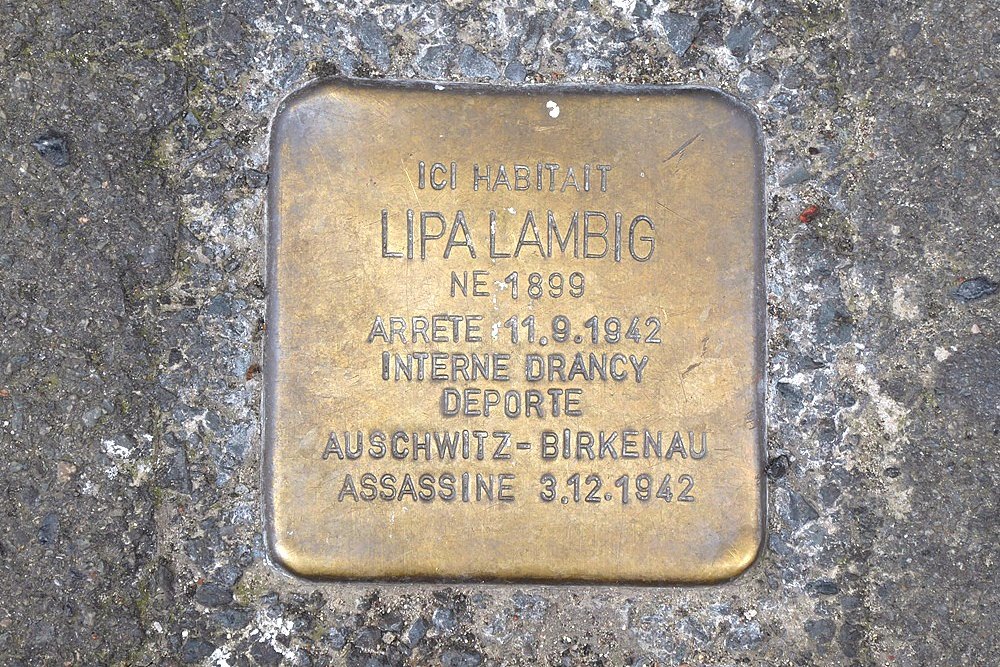 ICI HABITAIT
LIPA LAMBIG
NE 1899
ARRETE 11.9.1942
INTERNE DRANCY
DEPORTE
AUSCHWITZ-BIRKENAU
ASSASSINE 3.12.1942